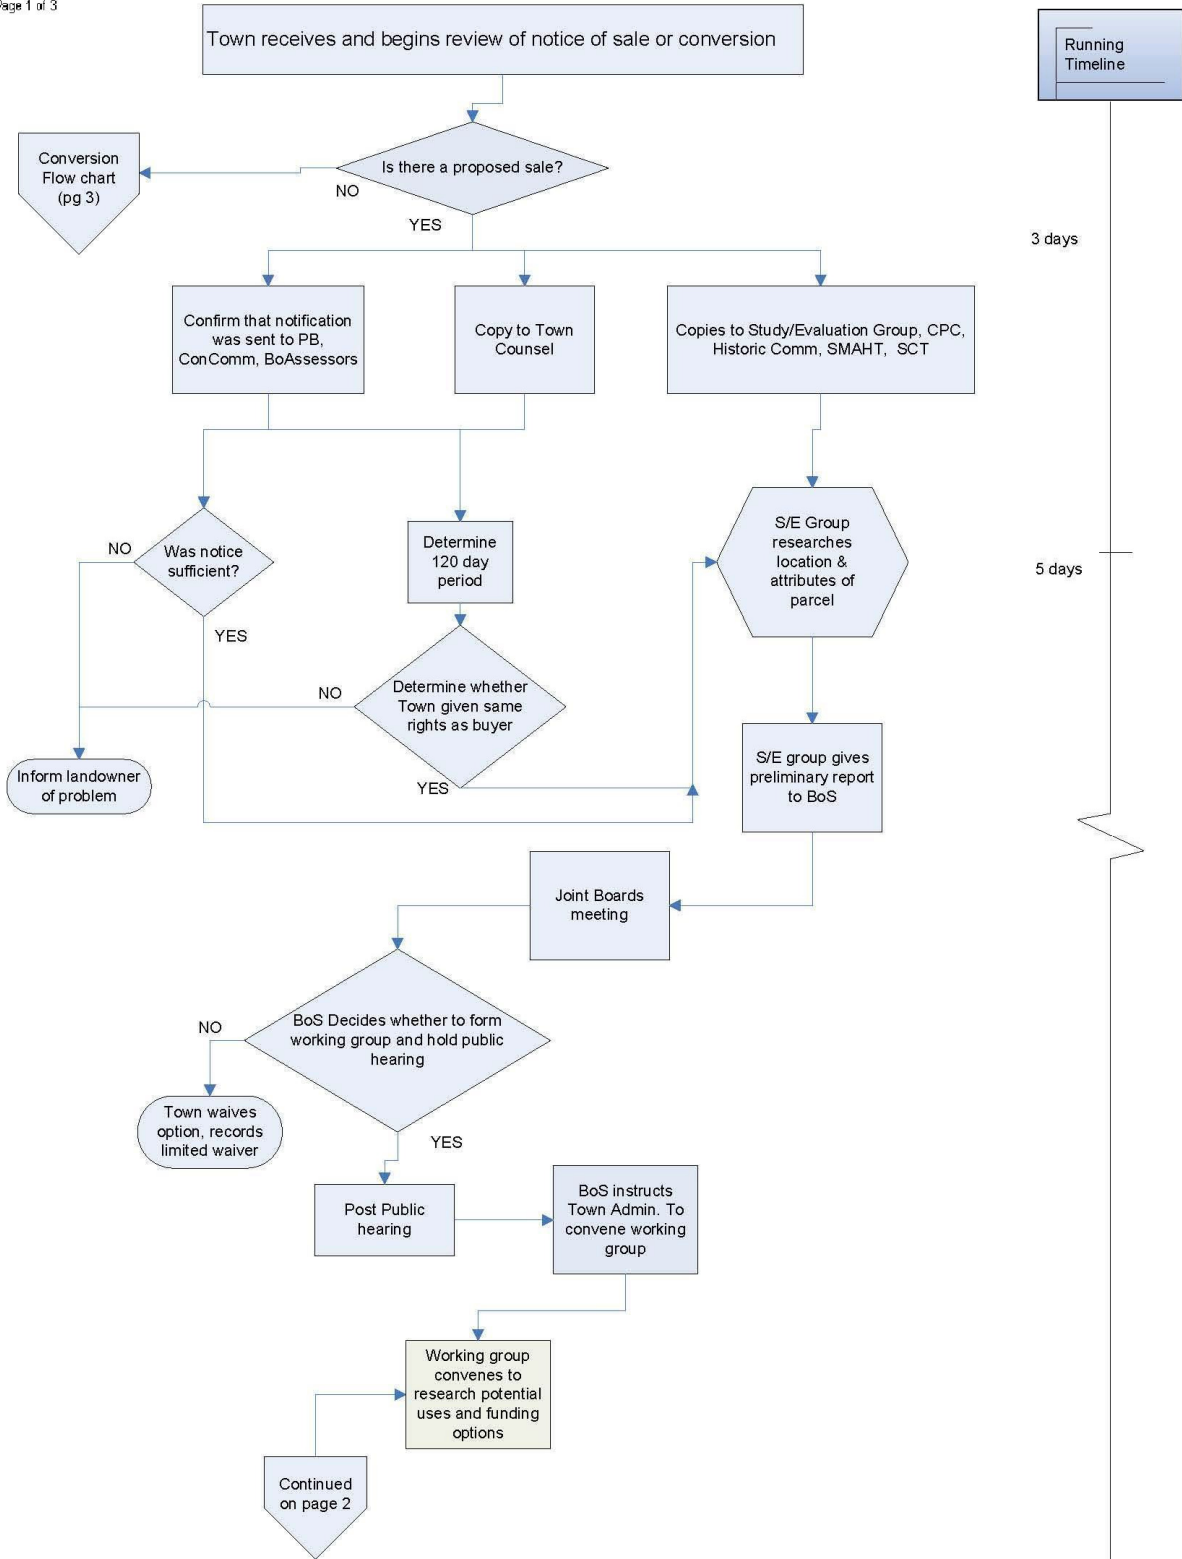 Page 1 of 3
Town receives and begins review of notice of sale or conversion
Running
Timeline
Conversion
Flow chart
(pg 3)
Is there a proposed sale?
NO
YES
3 days
Confirm that notification
was sent to PB,
ConComm, BoAssessors
Copy to Town
Counsel
Copies to Study/Evaluation Group, CPC,
Historic Comm, SMAHT, SCT
NO
Was notice
sufficient?
YES
Determine
120 day
period
S/E Group
researches
location &
attributes of
parcel
5 days
NO
Determine whether
Town given same
rights as buyer
YES
Inform landowner
of problem
S/E group gives
preliminary report
to BoS
Joint Boards
meeting
BoS Decides whether to form
working group and hold public
hearing
NO
Town waives
option, records
limited waiver
YES
Post Public
hearing
BoS instructs
Town Admin. To
convene working
group
Working group
convenes to
research potential
uses and funding
options
Continued
on page 2